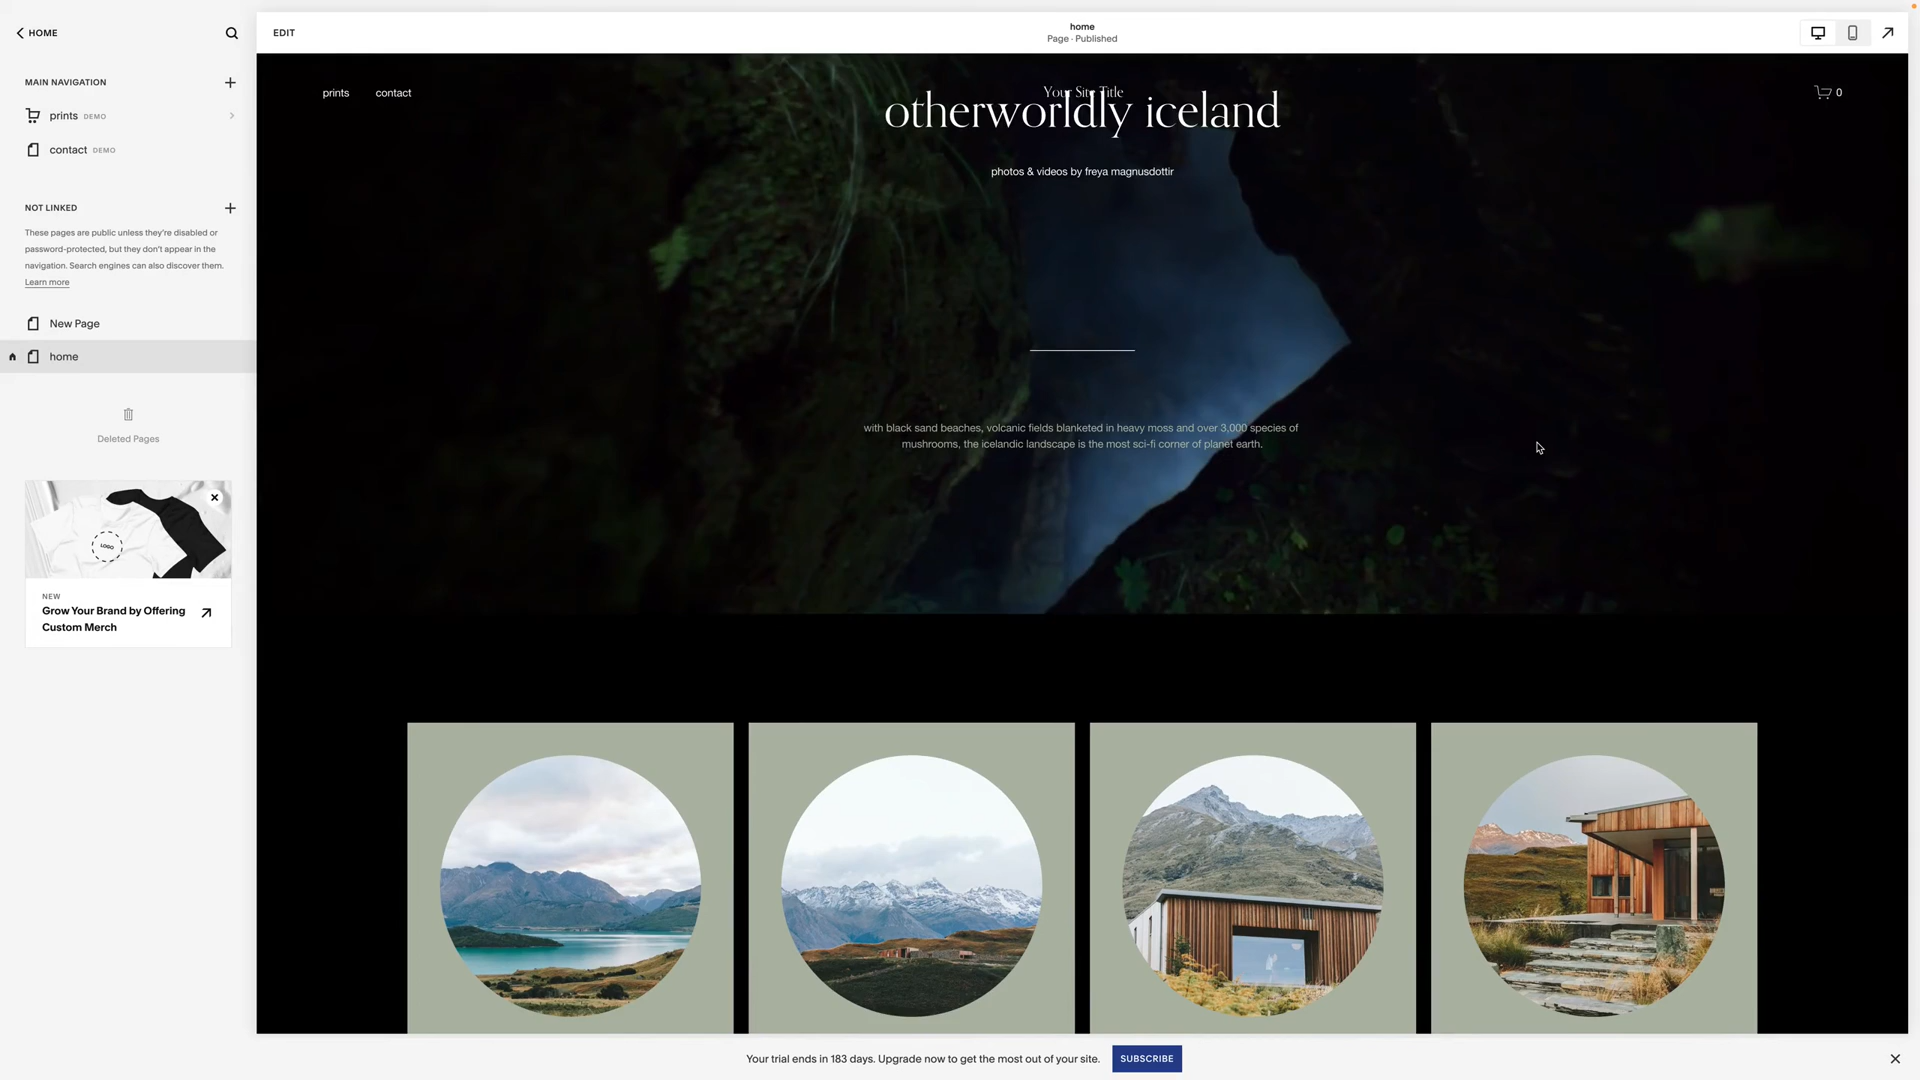 HOME
MAIN NAVIGATION
prints DEMO
contact DEMO
NOT LINKED
These pages are public unless they're disabled or
password-protected, but they don't appear in the
navigation. Search engines can also discover them.
Learn more
New Page
home
Deleted Pages
LOGO
NEW
Grow Your Brand by Offering
Custom Merch
EDIT
home
Page · Published
prints contact
Your Site Title
0
otherworldly iceland
photos & videos by freya magnusdottir
with black sand beaches, volcanic fields blanketed in heavy moss and over 3,000 species of
mushrooms, the icelandic landscape is the most sci-fi corner of planet earth.
Your trial ends in 183 days. Upgrade now to get the most out of your site. SUBSCRIBE